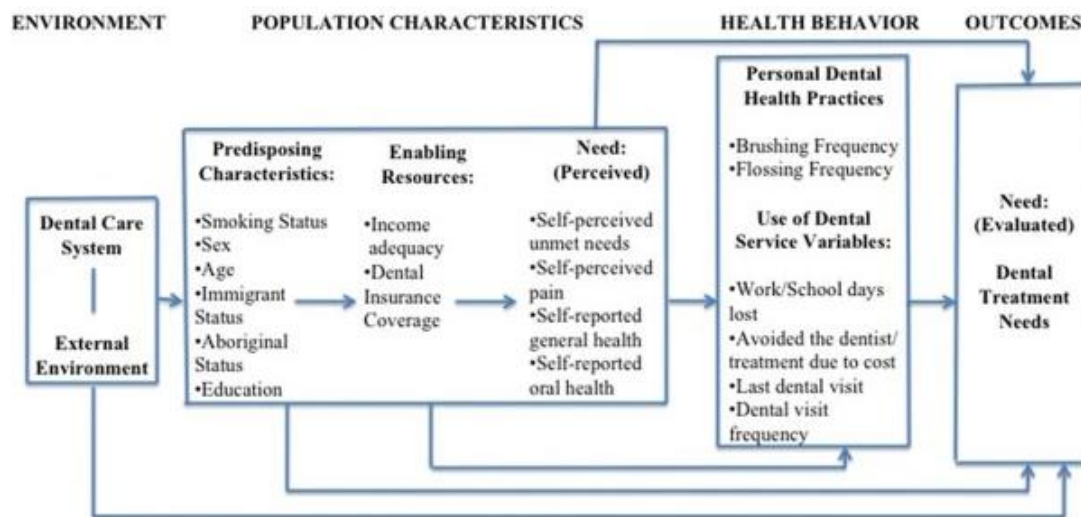 ENVIRONMENT
POPULATION CHARACTERISTICS
HEALTH BEHAVIOR
OUTCOMES
Dental Care
System
External
Environment
Predisposing
Characteristics:
•Smoking Status
•Sex
•Age
•Immigrant
Status
•Aboriginal
Status
•Education
Enabling
Resources:
•Income
adequacy
•Dental
Insurance
Coverage
Need:
(Perceived)
•Self-perceived
unmet needs
•Self-perceived
pain
•Self-reported
general health
•Self-reported
oral health
Personal Dental
Health Practices
•Brushing Frequency
•Flossing Frequency
Use of Dental
Service Variables:
•Work/School days
lost
•Avoided the dentist/
treatment due to cost
•Last dental visit
•Dental visit
frequency
Need:
(Evaluated)
Dental
Treatment
Needs